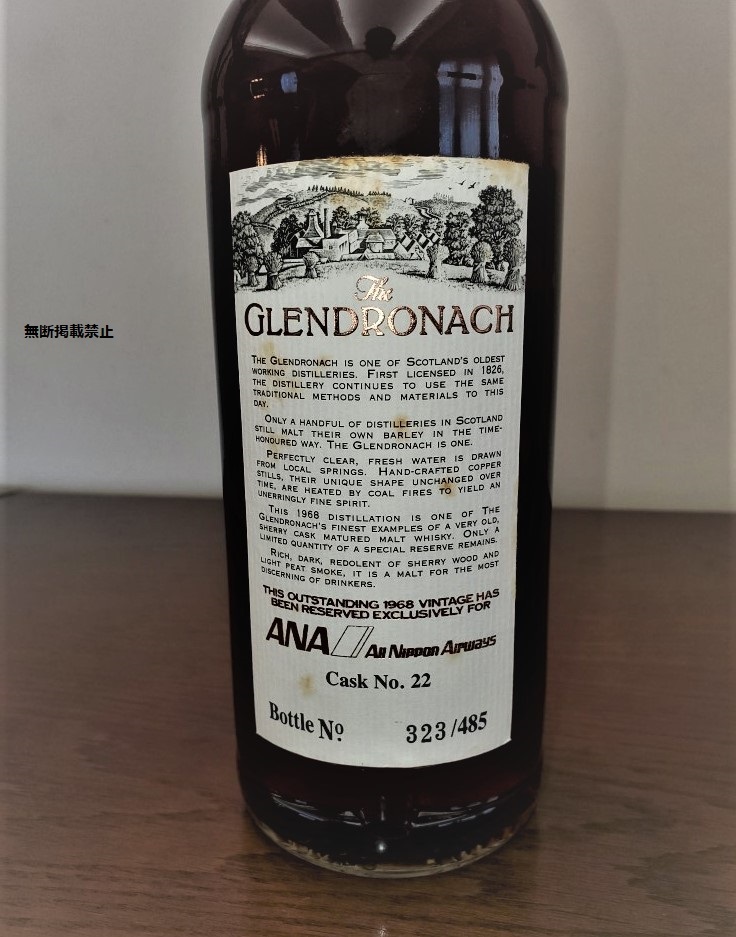 無断掲載禁止
The
GLENDRONACH
THE GLENDRONACH IS ONE OF SCOTLAND'S OLDEST
WORKING DISTILLERIES. FIRST LICENSED IN 1826,
THE DISTILLERY CONTINUES TO USE THE SAME
TRADITIONAL METHODS AND MATERIALS TO THIS
DAY.
ONLY A HANDFUL OF DISTILLERIES IN SCOTLAND
STILL MALT THEIR OWN BARLEY IN THE TIME-
HONOURED WAY. THE GLENDRONACH IS ONE.
PERFECTLY CLEAR, FRESH WATER IS DRAWN
FROM LOCAL SPRINGS. HAND-CRAFTED COPPER
STILLS, THEIR UNIQUE SHAPE UNCHANGED OVER
TIME, ARE HEATED BY COAL FIRES TO YIELD AN
UNERRINGLY FINE SPIRIT.
THIS 1968 DISTILLATION IS ONE OF THE
GLENDRONACH'S FINEST EXAMPLES OF A VERY OLD,
SHERRY CASK MATURED MALT WHISKY. ONLY A
LIMITED QUANTITY OF A SPECIAL RESERVE REMAINS.
RICH, DARK, REDOLENT OF SHERRY WOOD AND
LIGHT PEAT SMOKE, IT IS A MALT FOR THE MOST
DISCERNING OF DRINKERS.
THIS OUTSTANDING 1968 VINTAGE HAS
BEEN RESERVED EXCLUSIVELY FOR
ANA All Nippon Airways
Cask No. 22
Bottle Nº 323/485